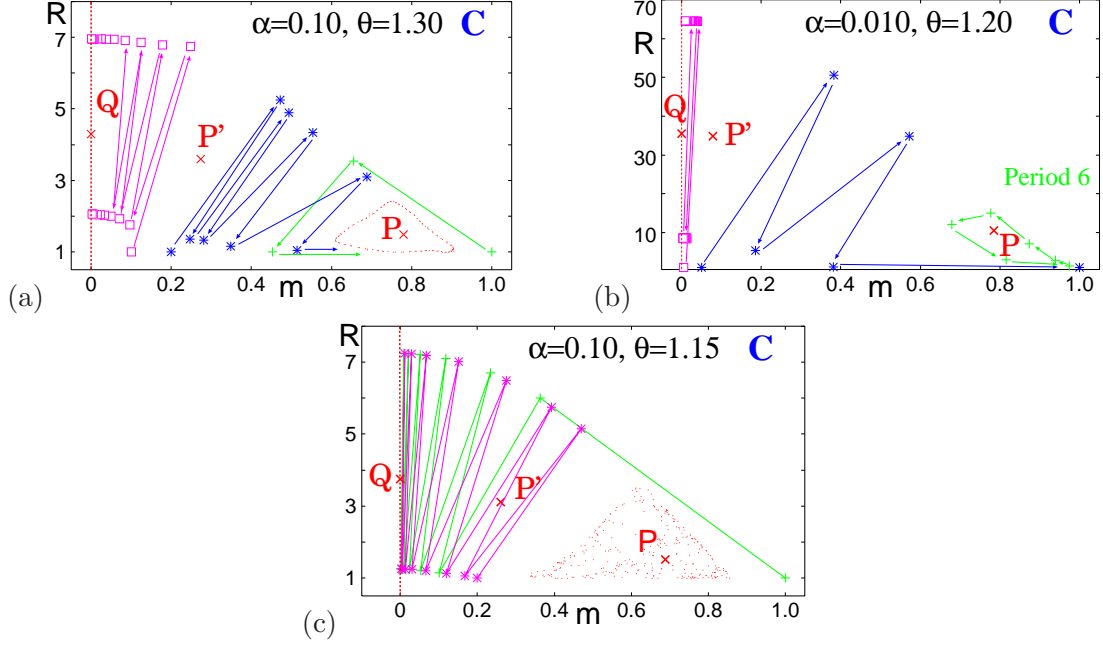 R
α=0.10, θ=1.30
C
7
5
3
1
Q
P'
P
0
0.2
0.4
0.6
0.8
1.0
m
(a)
70
R
α=0.010, θ=1.20
C
50
30
10
Q
P'
Period 6
P
0
0.2
0.4
0.6
0.8
1.0
m
(b)
R
α=0.10, θ=1.15
C
7
5
3
1
Q
P'
P
0
0.2
0.4
0.6
0.8
1.0
m
(c)